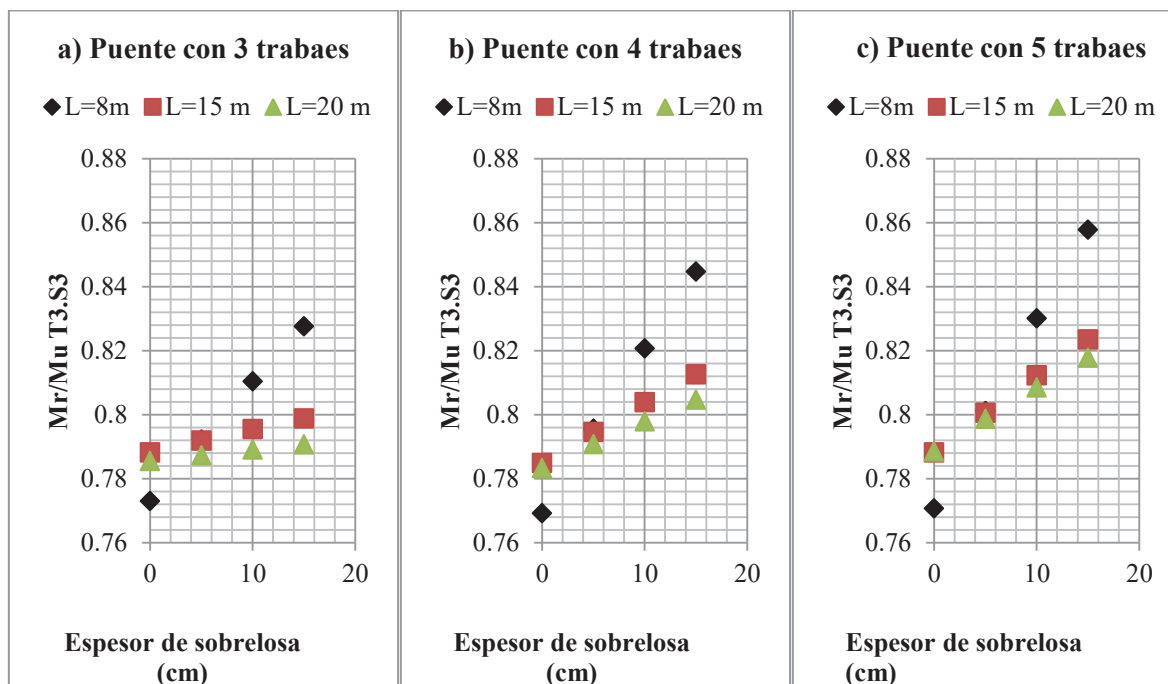 a) Puente con 3 trabaes
◆L=8m ■L=15 m ▲L=20 m
0.88
0.86
0.84
0.82
0.8
0.78
0.76
Mr/Mu T3.S3
0 10 20
Espesor de sobrelosa
(cm)
b) Puente con 4 trabaes
◆L=8m ■L=15 m ▲L=20 m
0.88
0.86
0.84
0.82
0.8
0.78
0.76
Mr/Mu T3.S3
0 10 20
Espesor de sobrelosa
(cm)
c) Puente con 5 trabaes
◆L=8m ■L=15 m ▲L=20 m
0.88
0.86
0.84
0.82
0.8
0.78
0.76
Mr/Mu T3.S3
0 10 20
Espesor de sobrelosa
(cm)